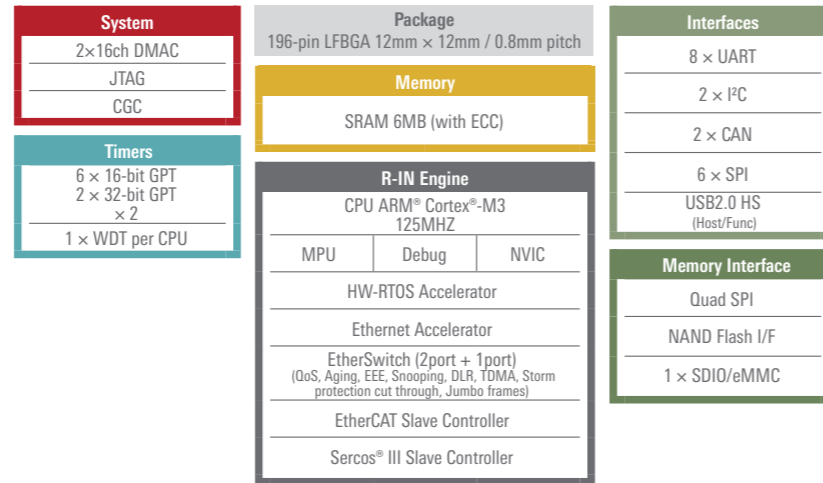 System
2×16ch DMAC
JTAG
CGC
Timers
6 × 16-bit GPT
2 × 32-bit GPT
× 2
1 × WDT per CPU
Package
196-pin LFBGA 12mm × 12mm / 0.8mm pitch
Memory
SRAM 6MB (with ECC)
R-IN Engine
CPU ARM® Cortex®-M3
125MHZ
MPU
Debug
NVIC
HW-RTOS Accelerator
Ethernet Accelerator
EtherSwitch (2port + 1port)
(QoS, Aging, EEE, Snooping, DLR, TDMA, Storm
protection cut through, Jumbo frames)
EtherCAT Slave Controller
Sercos® III Slave Controller
Interfaces
8 × UART
2 × I²C
2 × CAN
6 × SPI
USB2.0 HS
(Host/Func)
Memory Interface
Quad SPI
NAND Flash I/F
1 × SDIO/eMMC